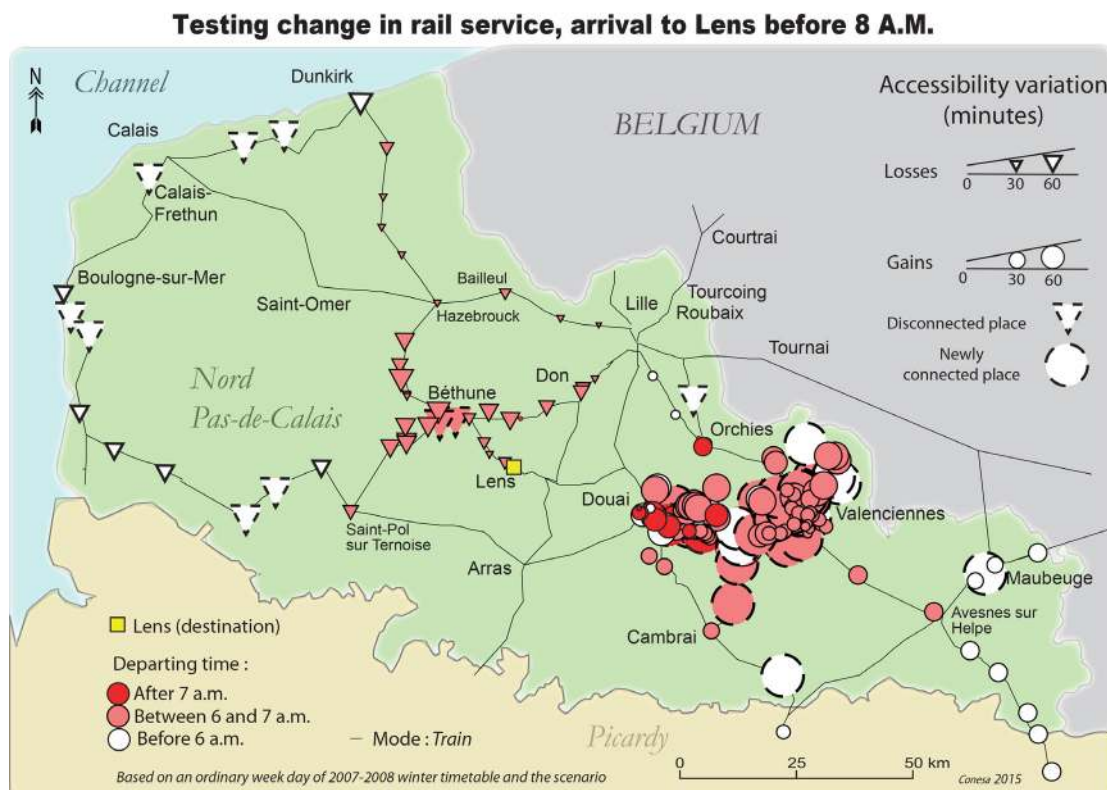 Testing change in rail service, arrival to Lens before 8 A.M.
N
Channel
Dunkirk
Calais
BELGIUM
Calais-
Frethun
Boulogne-sur-Mer
Saint-Omer
Bailleul
Hazebrouck
Lille
Courtrai
Tourcoing
Roubaix
Tournai
Nord
Pas-de-Calais
Béthune
Don
Orchies
Lens
Douai
Valenciennes
Saint-Pol
sur Ternoise
Arras
Cambrai
Maubeuge
Avesnes sur
Helpe
Picardy
Accessibility variation
(minutes)
Losses
0 30 60
Gains
0 30 60
Disconnected place
Newly
connected place
Lens (destination)
Departing time :
After 7 a.m.
Between 6 and 7 a.m.
Before 6 a.m.
– Mode : Train
0 25 50 km
Based on an ordinary week day of 2007-2008 winter timetable and the scenario
Conesa 2015